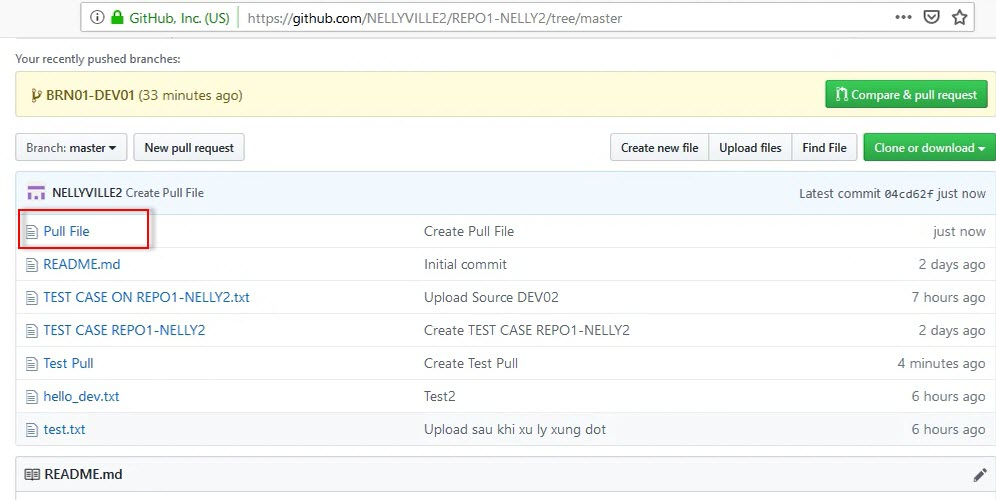 GitHub, Inc. (US) https://github.com/NELLYVILLE2/REPO1-NELLY2/tree/master
Your recently pushed branches:
BRN01-DEV01 (33 minutes ago) Compare & pull request
Branch: master New pull request Create new file Upload files Find File Clone or download
NELLYVILLE2 Create Pull File Latest commit 04cd62f just now
Pull File Create Pull File just now
README.md Initial commit 2 days ago
TEST CASE ON REPO1-NELLY2.txt Upload Source DEV02 7 hours ago
TEST CASE REPO1-NELLY2 Create TEST CASE REPO1-NELLY2 2 days ago
Test Pull Create Test Pull 4 minutes ago
hello_dev.txt Test2 6 hours ago
test.txt Upload sau khi xu ly xung dot 6 hours ago
README.md